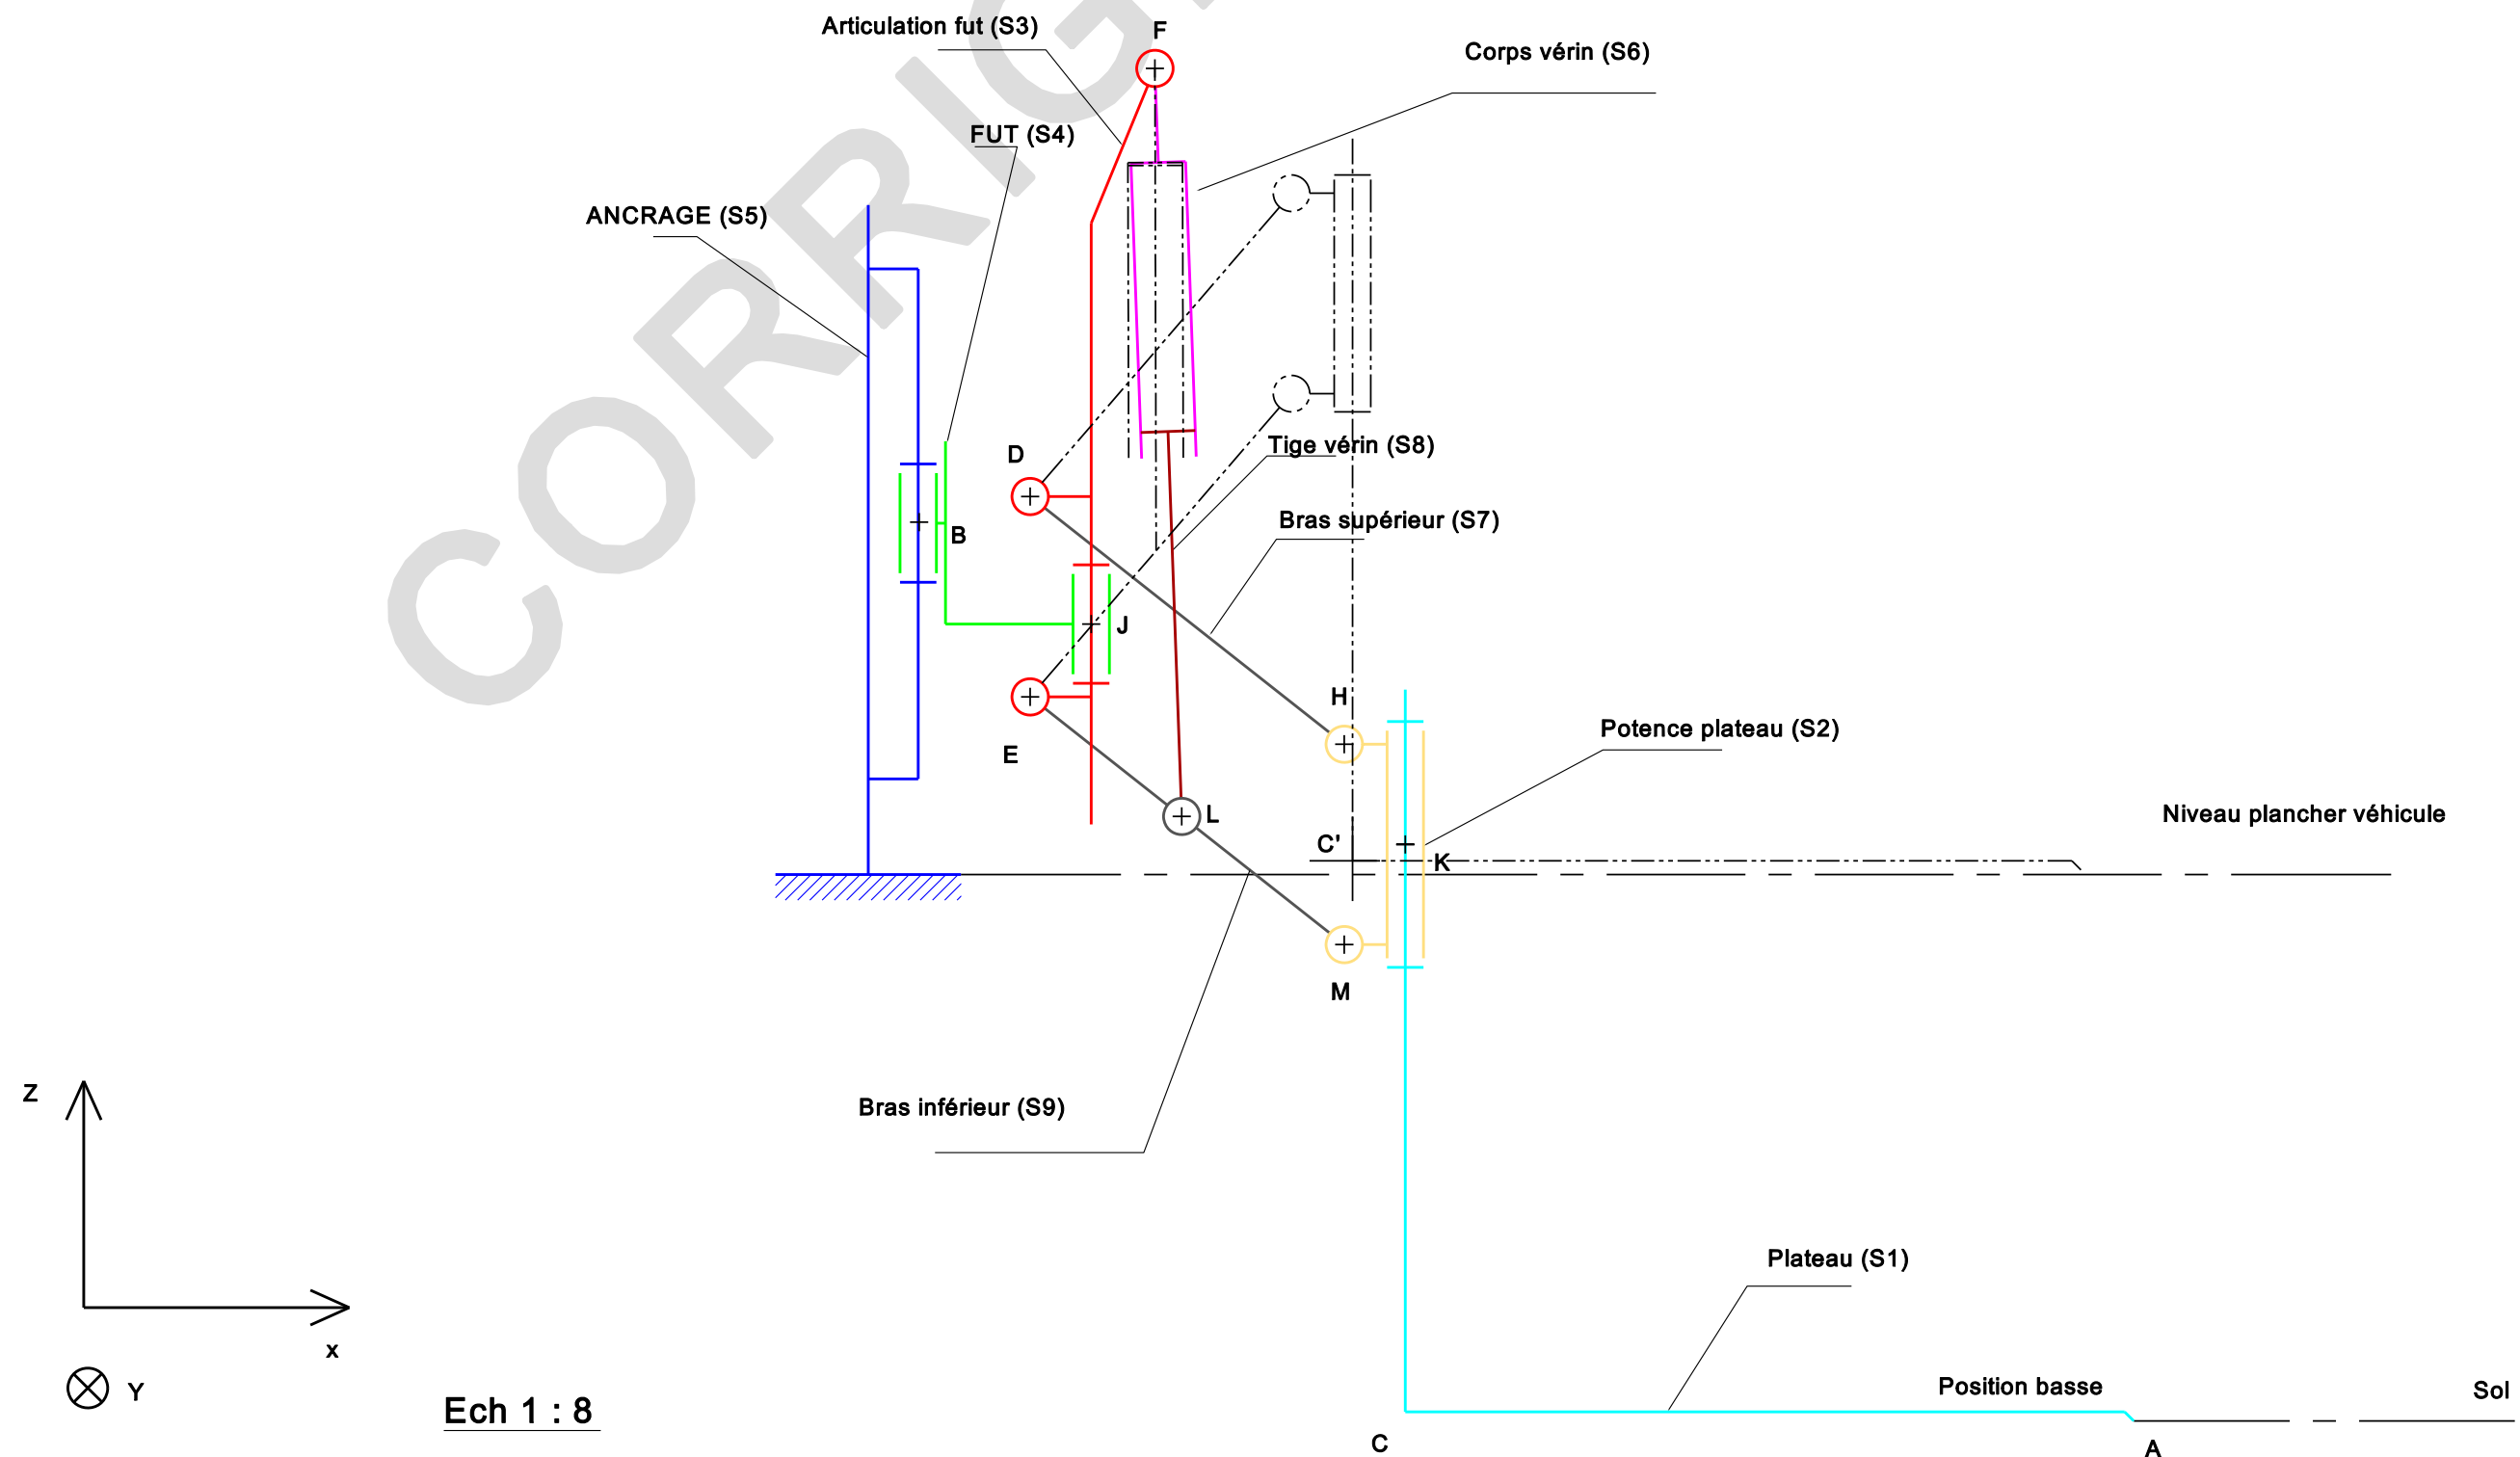 Articulation fut (S3)
F
Corps vérin (S6)
FUT (S4)
ANCRAGE (S5)
CORRIG
D
Tige vérin (S8)
B
Bras supérieur (S7)
J
H
E
Potence plateau (S2)
L
Niveau plancher véhicule
C'
K
M
Z
Bras inférieur (S9)
Plateau (S1)
x
Y
Position basse
Sol
Ech 1 : 8
C
A